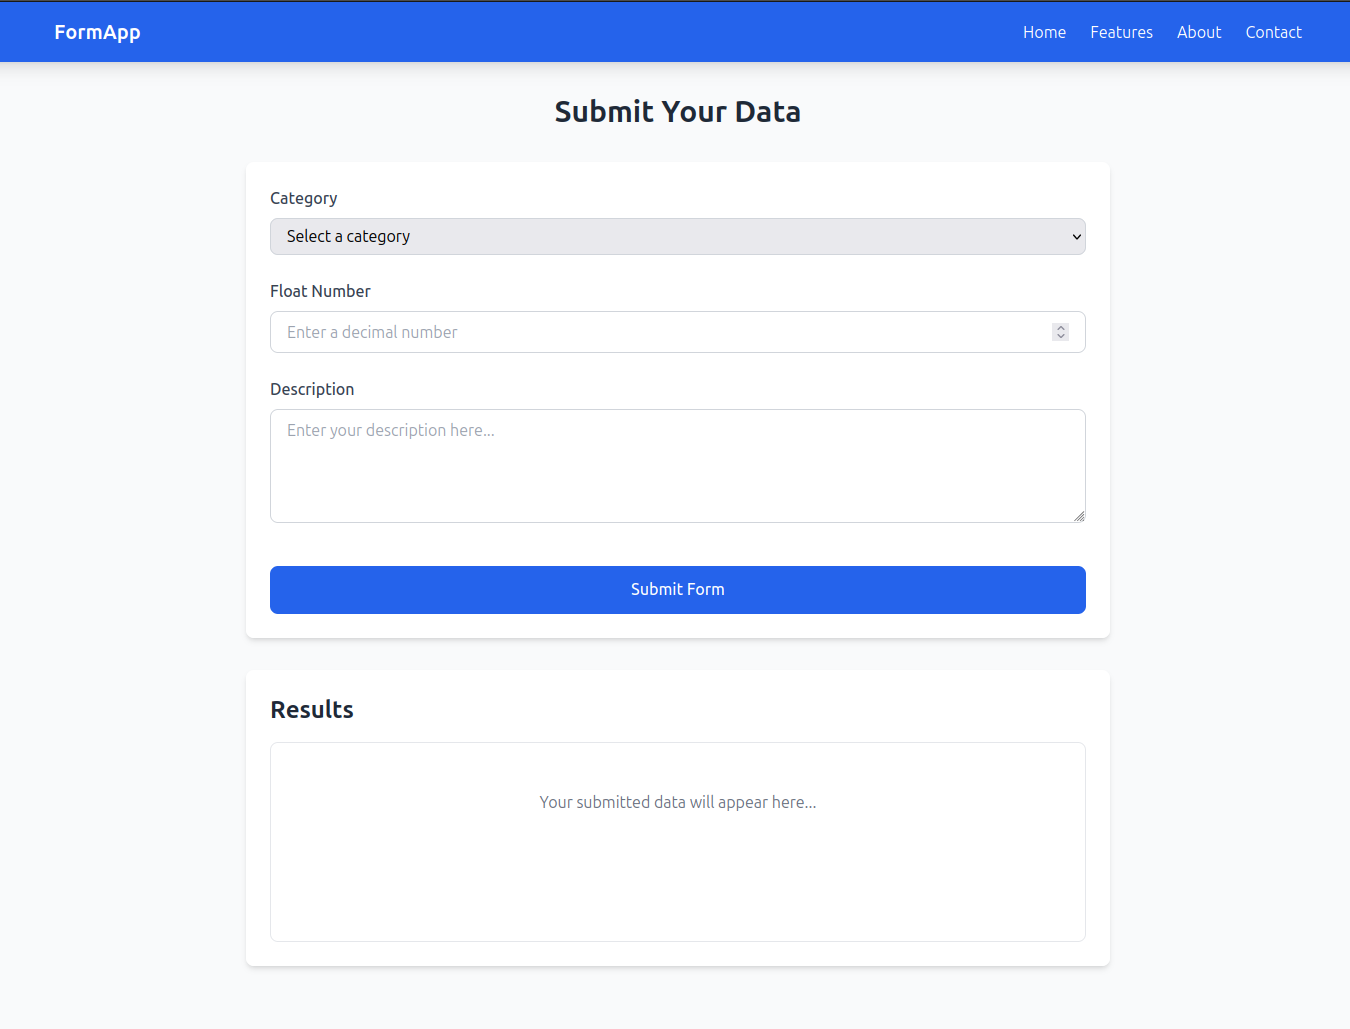 FormApp
Home Features About Contact
Submit Your Data
Category
Select a category
Float Number
Enter a decimal number
Description
Enter your description here...
Submit Form
Results
Your submitted data will appear here...